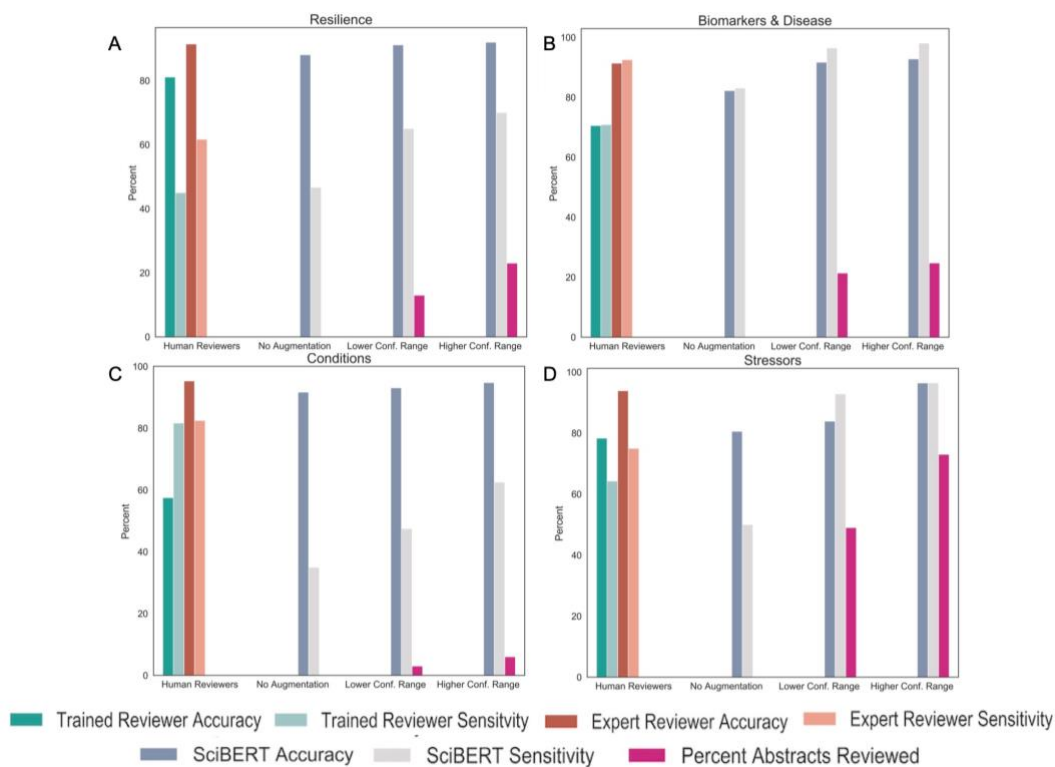 Resilience
A
80
60
40
20
0
Percent
Human Reviewers No Augmentation Lower Conf. Range Higher Conf. Range
Biomarkers & Disease
B
100
80
60
40
20
0
Percent
Human Reviewers No Augmentation Lower Conf. Range Higher Conf. Range
Conditions
C
100
80
60
40
20
0
Percent
Human Reviewers No Augmentation Lower Conf. Range Higher Conf. Range
Stressors
D
100
80
60
40
20
0
Percent
Human Reviewers No Augmentation Lower Conf. Range Higher Conf. Range
Trained Reviewer Accuracy Trained Reviewer Sensitvity Expert Reviewer Accuracy Expert Reviewer Sensitivity
SciBERT Accuracy SciBERT Sensitivity Percent Abstracts Reviewed